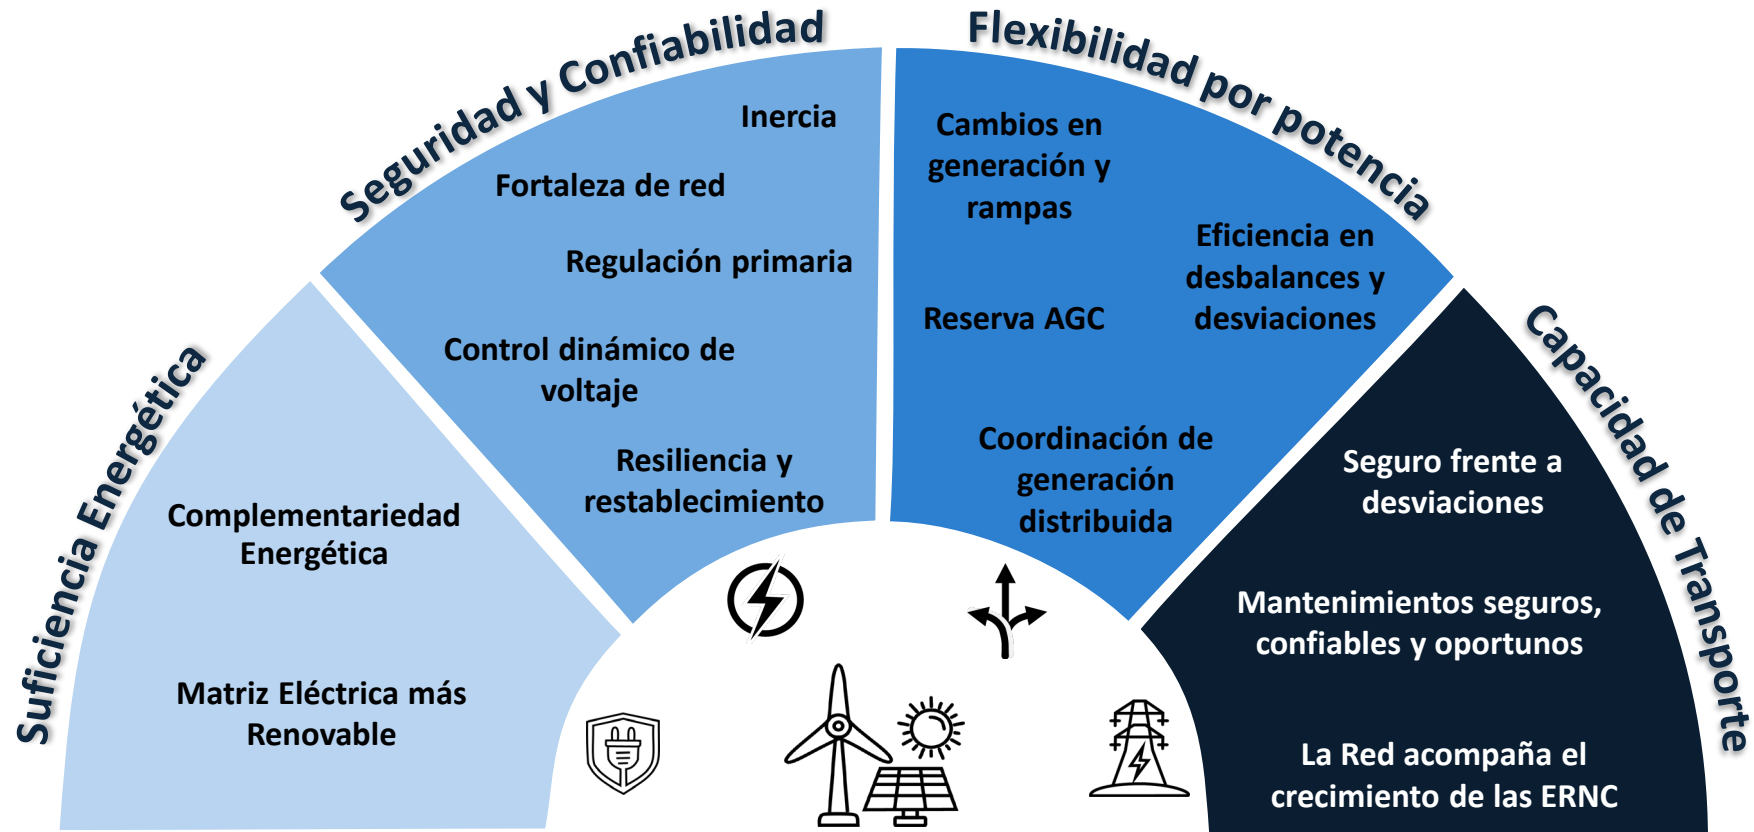 Suficiencia Energética
Complementariedad
Energética
Matriz Eléctrica más
Renovable
Seguridad y Confiabilidad
Inercia
Fortaleza de red
Regulación primaria
Control dinámico de
voltaje
Resiliencia y
restablecimiento
Flexibilidad por potencia
Cambios en
generación y
rampas
Eficiencia en
desbalances y
desviaciones
Reserva AGC
Coordinación de
generación
distribuida
Capacidad de Transporte
Seguro frente a
desviaciones
Mantenimientos seguros,
confiables y oportunos
La Red acompaña el
crecimiento de las ERNC